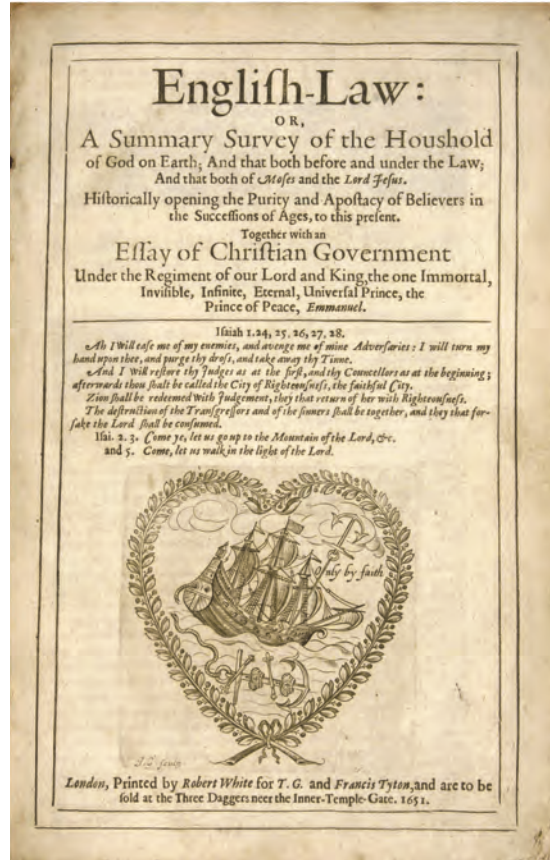 Engliſh-Law:
OR,
A Summary Survey of the Houshold
of God on Earth; And that both before and under the Law;
And that both of Moſes and the Lord Jeſus.
Hiſtorically opening the Purity and Apoſtacy of Believers in
the Succeſſions of Ages, to this preſent.
Together with an
Eſſay of Chriſtian Government
Under the Regiment of our Lord and King, the one Immortal,
Inviſible, Infinite, Eternal, Univerſal Prince, the
Prince of Peace, Emmanuel.
Iſaiah 1.24, 25, 26, 27, 28.
Ah I will eaſe me of my enemies, and avenge me of mine Adverſaries: I will turn my
hand upon thee, and purge thy droſs, and take away thy Tinne.
And I will reſtore thy Judges as at the firſt, and thy Councellors as at the beginning;
afterwards thou ſhalt be called the City of Righteouſneſs, the faithful City.
Zion ſhall be redeemed with Judgement, they that return of her with Righteouſneſs.
The deſtruction of the Tranſgreſſors and of the ſinners ſhall be together, and they that for-
ſake the Lord ſhall be conſumed.
Iſai. 2. 3. Come ye, let us go up to the Mountain of the Lord, &c.
and 5. Come, let us walk in the light of the Lord.
Only by faith
London, Printed by Robert White for T. G. and Francis Tyton, and are to be
ſold at the Three Daggers neer the Inner-Temple-Gate. 1651.